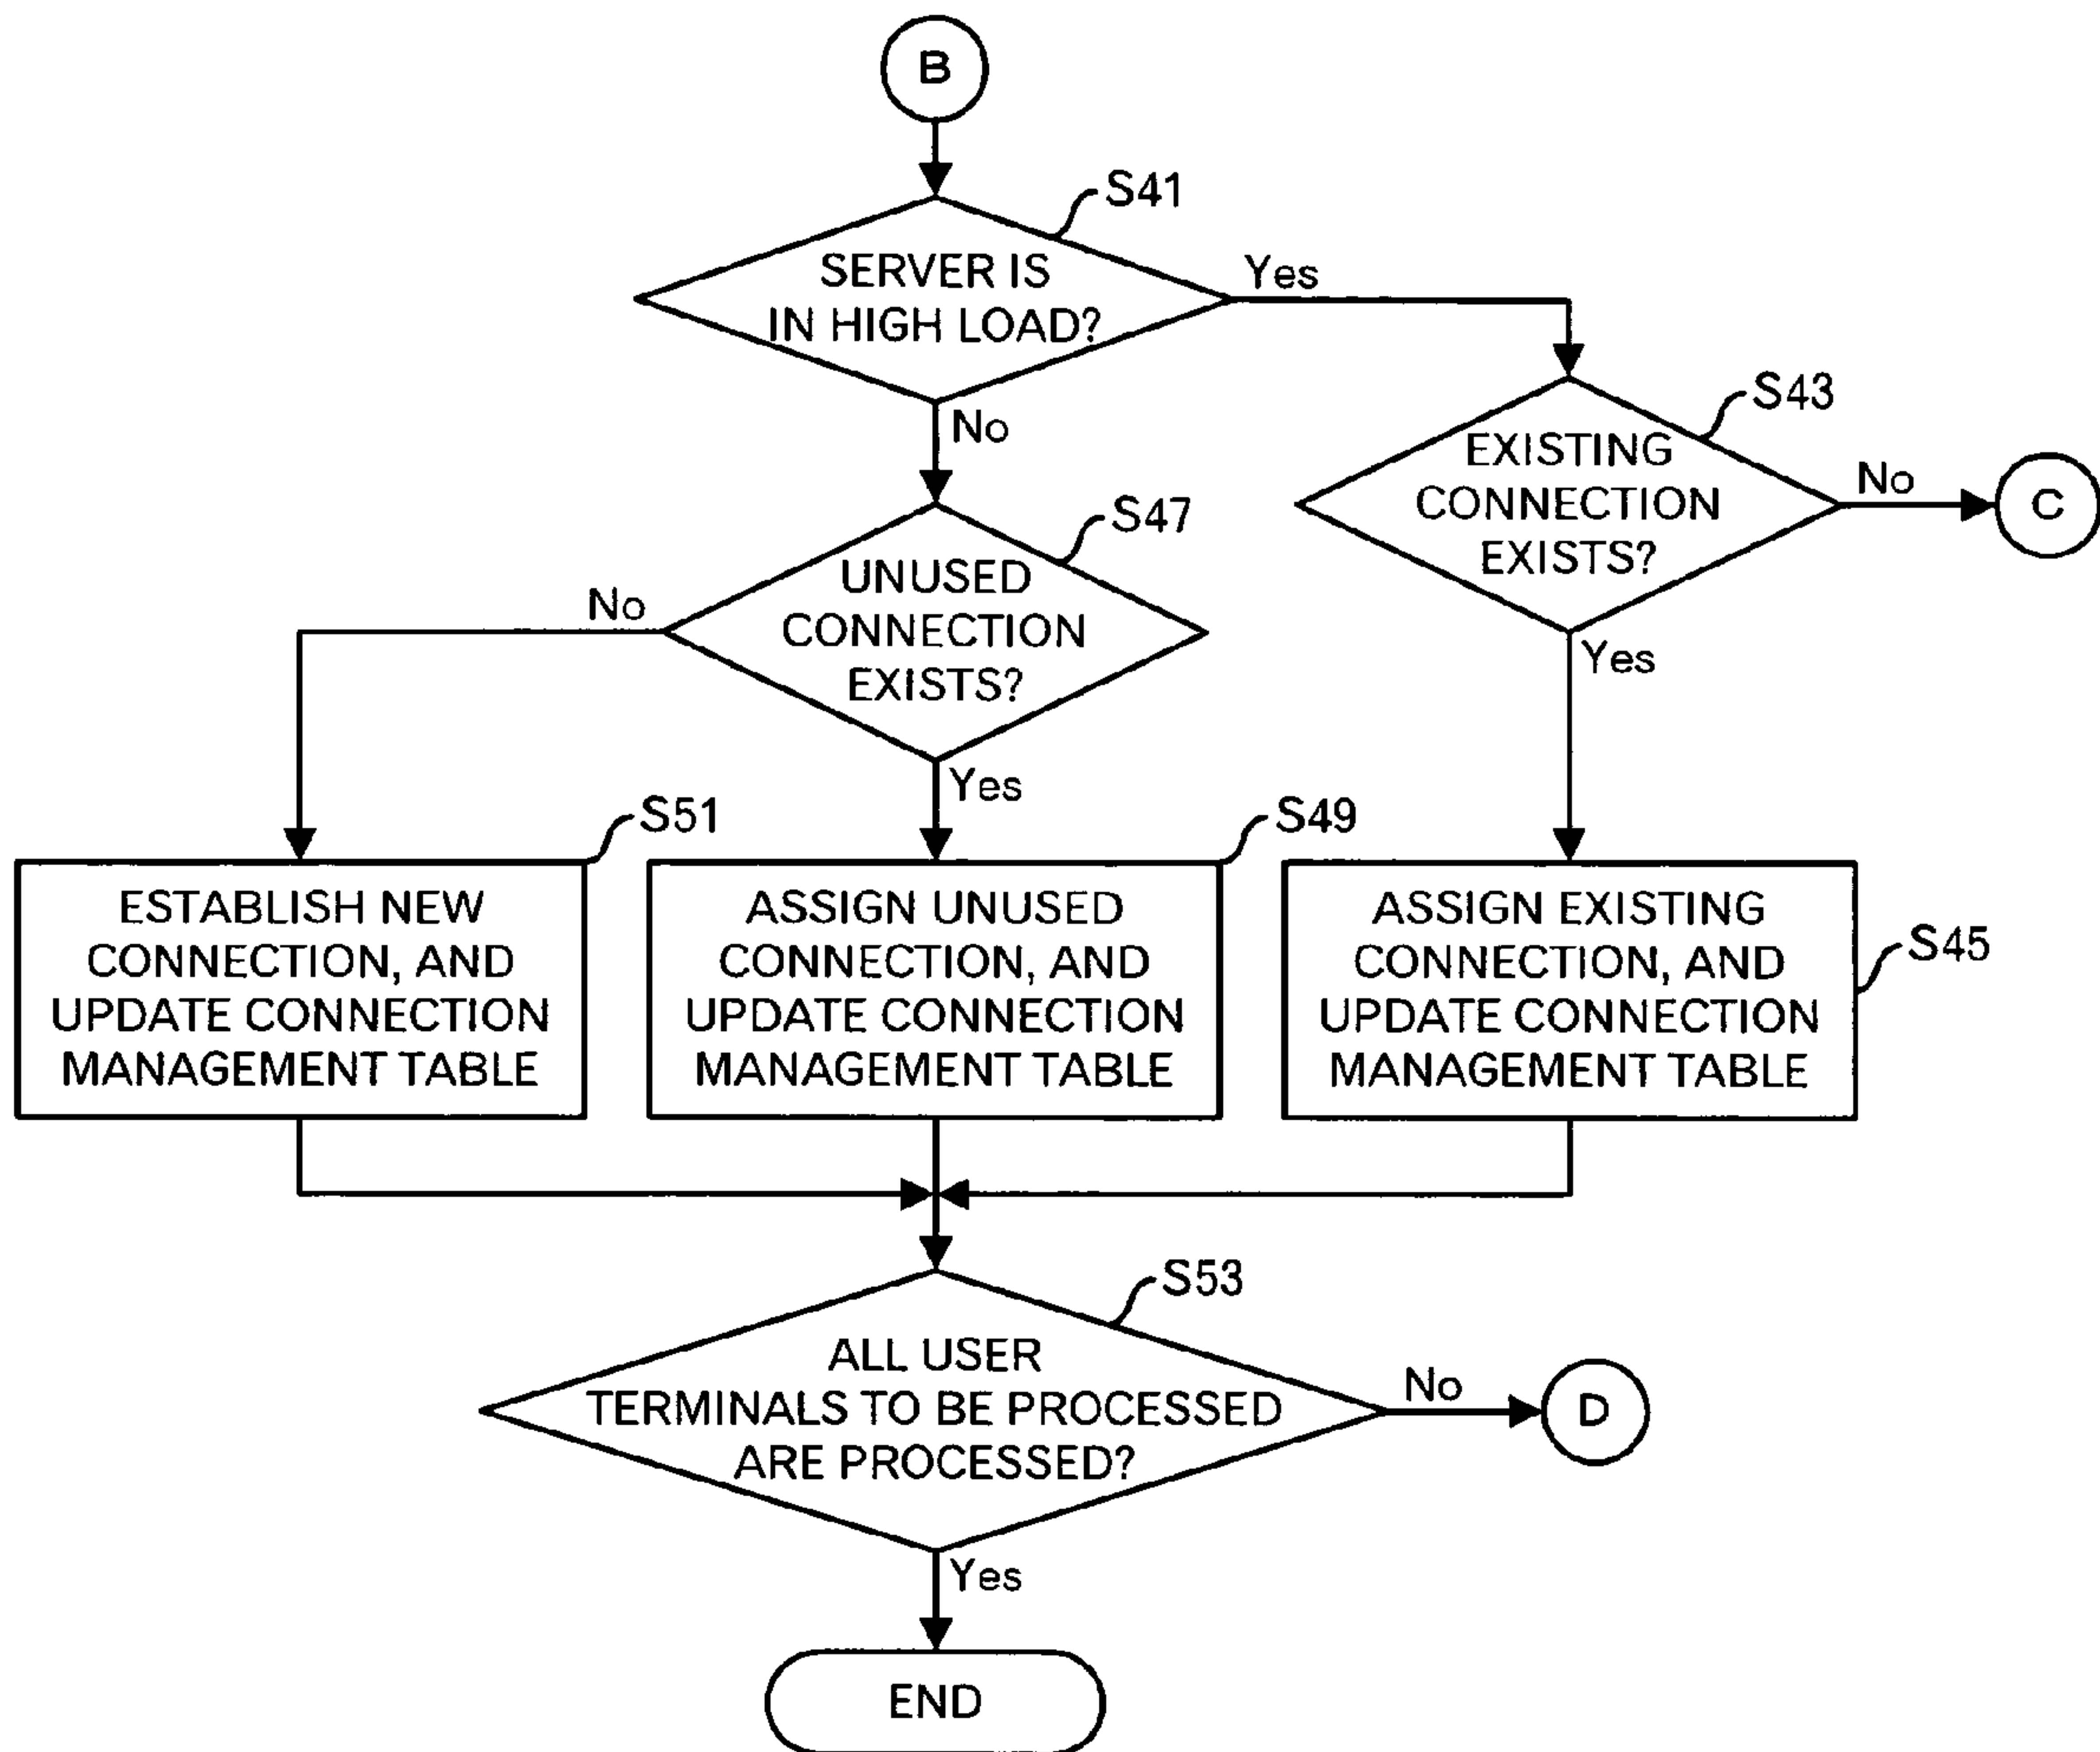 B
S41
SERVER IS
IN HIGH LOAD?
Yes
No
S43
EXISTING
CONNECTION
EXISTS?
No
C
Yes
S47
UNUSED
CONNECTION
EXISTS?
No
Yes
S51
ESTABLISH NEW
CONNECTION, AND
UPDATE CONNECTION
MANAGEMENT TABLE
S49
ASSIGN UNUSED
CONNECTION, AND
UPDATE CONNECTION
MANAGEMENT TABLE
S45
ASSIGN EXISTING
CONNECTION, AND
UPDATE CONNECTION
MANAGEMENT TABLE
S53
ALL USER
TERMINALS TO BE PROCESSED
ARE PROCESSED?
No
D
Yes
END